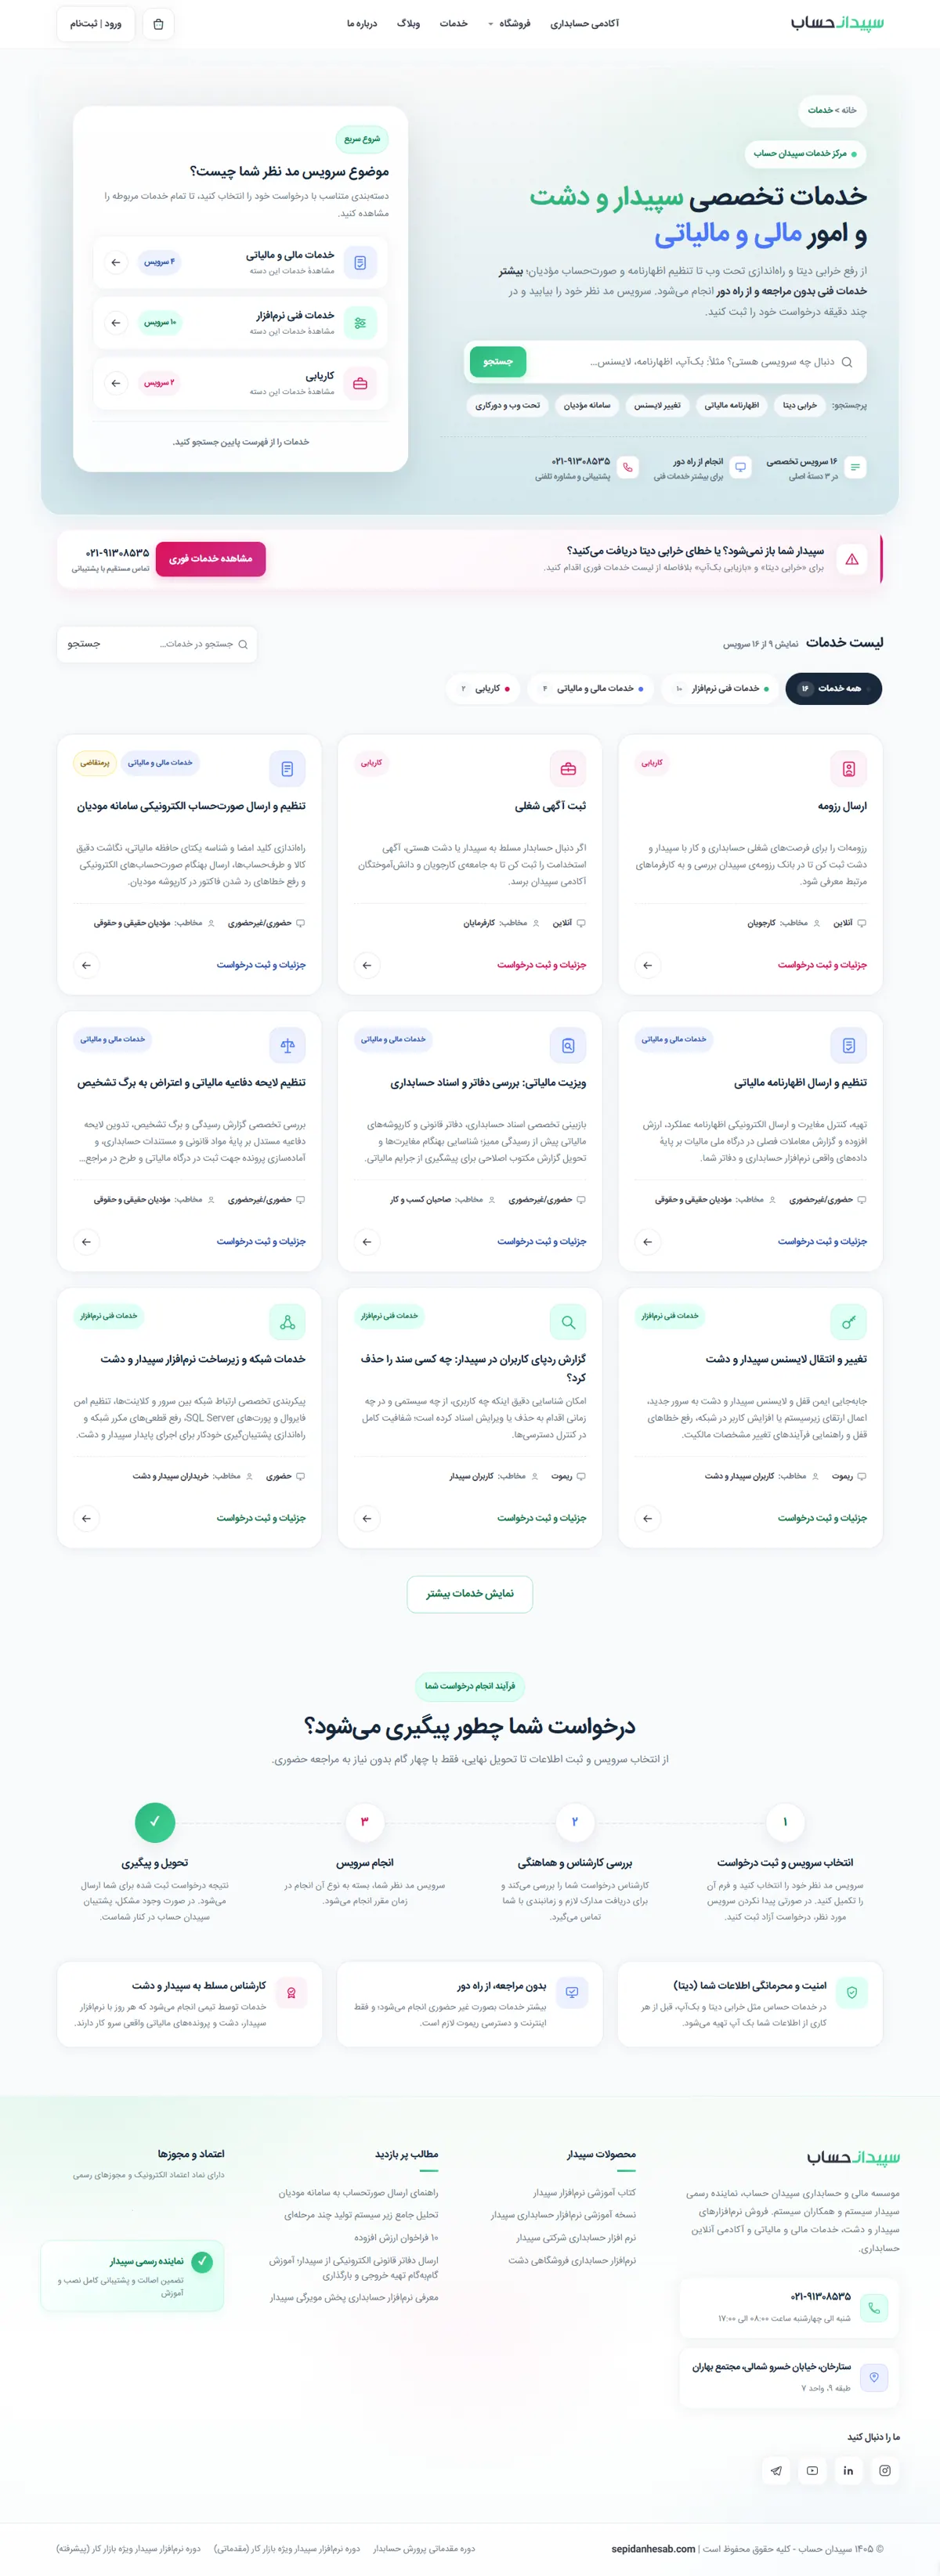 سپیدانحساب
آکادمی حسابداری
فروشگاه
خدمات
وبلاگ
درباره ما
ورود | ثبت‌نام
خانه > خدمات
مرکز خدمات سپیدان حساب
خدمات تخصصی سپیدار و دشت
و امور مالی و مالیاتی
از رفع خرابی دیتا و راه‌اندازی تحت وب تا تنظیم اظهارنامه و صورت‌حساب مؤدیان؛ بیشتر
خدمات فنی بدون مراجعه و از راه دور انجام می‌شود. سرویس مد نظر خود را بیابید و در
چند دقیقه درخواست خود را ثبت کنید.
دنبال چه سرویسی هستی؟ مثلاً: بک‌آپ، اظهارنامه، لایسنس...
جستجو
پرجستجو:
خرابی دیتا
اظهارنامه مالیاتی
تغییر لایسنس
سامانه مؤدیان
تحت وب و دورکاری
۱۶ سرویس تخصصی
در ۳ دستهٔ اصلی
انجام از راه دور
برای بیشتر خدمات فنی
۰۲۱-۹۱۳۰۸۵۳۵
پشتیبانی و مشاوره تلفنی
شروع سریع
موضوع سرویس مد نظر شما چیست؟
دسته‌بندی متناسب با درخواست خود را انتخاب کنید، تا تمام خدمات مربوطه را
مشاهده کنید.
خدمات مالی و مالیاتی
مشاهدهٔ خدمات این دسته
۴ سرویس
خدمات فنی نرم‌افزار
مشاهدهٔ خدمات این دسته
۱۰ سرویس
کاریابی
مشاهدهٔ خدمات این دسته
۲ سرویس
خدمات را از فهرست پایین جستجو کنید.
سپیدار شما باز نمی‌شود؟ یا خطای خرابی دیتا دریافت می‌کنید؟
برای «خرابی دیتا» و «بازیابی بک‌آپ» بلافاصله از لیست خدمات فوری اقدام کنید.
مشاهده خدمات فوری
۰۲۱-۹۱۳۰۸۵۳۵
تماس مستقیم با پشتیبانی
لیست خدمات
نمایش ۹ از ۱۶ سرویس
جستجو در خدمات...
جستجو
همه خدمات ۱۶
خدمات فنی نرم‌افزار ۱۰
خدمات مالی و مالیاتی ۴
کاریابی ۲
کاریابی
ارسال رزومه
رزومه‌ات را برای فرصت‌های شغلی حسابداری و کار با سپیدار و
دشت ثبت کن تا در بانک رزومه‌ی سپیدان بررسی و به کارفرماهای
مرتبط معرفی شود.
آنلاین
مخاطب: کارجویان
جزئیات و ثبت درخواست
کاریابی
ثبت آگهی شغلی
اگر دنبال حسابدار مسلط به سپیدار یا دشت هستی، آگهی
استخدامت را ثبت کن تا به جامعه‌ی کارجویان و دانش‌آموختگان
آکادمی سپیدان برسد.
آنلاین
مخاطب: کارفرمایان
جزئیات و ثبت درخواست
خدمات مالی و مالیاتی
پرمتقاضی
تنظیم و ارسال صورت‌حساب الکترونیکی سامانه مودیان
راه‌اندازی کلید امضا و شناسه یکتای حافظه مالیاتی، نگاشت دقیق
کالا و طرف‌حساب‌ها، ارسال بهنگام صورت‌حساب‌های الکترونیکی
و رفع خطاهای رد شدن فاکتور در کارپوشه مودیان.
حضوری/غیرحضوری
مخاطب: مؤدیان حقیقی و حقوقی
جزئیات و ثبت درخواست
خدمات مالی و مالیاتی
تنظیم و ارسال اظهارنامه مالیاتی
تهیه، کنترل مغایرت و ارسال الکترونیکی اظهارنامه عملکرد، ارزش
افزوده و گزارش معاملات فصلی در درگاه ملی مالیات بر پایهٔ
داده‌های واقعی نرم‌افزار حسابداری و دفاتر شما.
حضوری/غیرحضوری
مخاطب: مؤدیان حقیقی و حقوقی
جزئیات و ثبت درخواست
خدمات مالی و مالیاتی
ویزیت مالیاتی: بررسی دفاتر و اسناد حسابداری
بازبینی تخصصی اسناد حسابداری، دفاتر قانونی و کارپوشه‌های
مالیاتی پیش از رسیدگی ممیز؛ شناسایی بهنگام مغایرت‌ها و
تحویل گزارش مکتوب اصلاحی برای پیشگیری از جرایم مالیاتی.
حضوری/غیرحضوری
مخاطب: صاحبان کسب و کار
جزئیات و ثبت درخواست
خدمات مالی و مالیاتی
تنظیم لایحه دفاعیه مالیاتی و اعتراض به برگ تشخیص
بررسی تخصصی گزارش رسیدگی و برگ تشخیص، تدوین لایحه
دفاعیه مستدل بر پایهٔ مواد قانونی و مستندات حسابداری، و
آماده‌سازی پرونده جهت ثبت در درگاه مالیاتی و طرح در مراجع...
حضوری/غیرحضوری
مخاطب: مؤدیان حقیقی و حقوقی
جزئیات و ثبت درخواست
خدمات فنی نرم‌افزار
تغییر و انتقال لایسنس سپیدار و دشت
جابه‌جایی ایمن قفل و لایسنس سپیدار و دشت به سرور جدید،
اعمال ارتقای زیرسیستم یا افزایش کاربر در شبکه، رفع خطاهای
قفل و راهنمایی فرآیندهای تغییر مشخصات مالکیت.
ریموت
مخاطب: کاربران سپیدار و دشت
جزئیات و ثبت درخواست
خدمات فنی نرم‌افزار
گزارش ردپای کاربران در سپیدار: چه کسی سند را حذف
کرد؟
امکان شناسایی دقیق اینکه چه کاربری، از چه سیستمی و در چه
زمانی اقدام به حذف یا ویرایش اسناد کرده است؛ شفافیت کامل
در کنترل دسترسی‌ها.
ریموت
مخاطب: کاربران سپیدار
جزئیات و ثبت درخواست
خدمات فنی نرم‌افزار
خدمات شبکه و زیرساخت نرم‌افزار سپیدار و دشت
پیکربندی تخصصی ارتباط شبکه بین سرور و کلاینت‌ها، تنظیم امن
فایروال و پورت‌های SQL Server، رفع قطعی‌های مکرر شبکه و
راه‌اندازی پشتیبان‌گیری خودکار برای اجرای پایدار سپیدار و دشت.
حضوری
مخاطب: خریداران سپیدار و دشت
جزئیات و ثبت درخواست
نمایش خدمات بیشتر
فرآیند انجام درخواست شما
درخواست شما چطور پیگیری می‌شود؟
از انتخاب سرویس و ثبت اطلاعات تا تحویل نهایی، فقط با چهار گام بدون نیاز به مراجعه حضوری.
۱
انتخاب سرویس و ثبت درخواست
سرویس مد نظر خود را انتخاب کنید و فرم آن
را تکمیل کنید. در صورتی پیدا نکردن سرویس
مورد نظر، درخواست آزاد ثبت کنید.
۲
بررسی کارشناس و هماهنگی
کارشناس درخواست شما را بررسی می‌کند و
برای دریافت مدارک لازم و زمانبندی با شما
تماس می‌گیرد.
۳
انجام سرویس
سرویس مد نظر شما، بسته به نوع آن انجام در
زمان مقرر انجام می‌شود.
تحویل و پیگیری
نتیجه درخواست ثبت شده برای شما ارسال
می‌شود. در صورت وجود مشکل، پشتیبان
سپیدان حساب در کنار شماست.
امنیت و محرمانگی اطلاعات شما (دیتا)
در خدمات حساس مثل خرابی دیتا و بک‌آپ، قبل از هر
کاری از اطلاعات شما بک آپ تهیه می‌شود.
بدون مراجعه، از راه دور
بیشتر خدمات بصورت غیر حضوری انجام می‌شود؛ و فقط
اینترنت و دسترسی ریموت لازم است.
کارشناس مسلط به سپیدار و دشت
خدمات توسط تیمی انجام می‌شود که هر روز با نرم‌افزار
سپیدار، دشت و پرونده‌های مالیاتی واقعی سرو کار دارند.
سپیدانحساب
موسسه مالی و حسابداری سپیدان حساب، نماینده رسمی
سپیدار سیستم و همکاران سیستم. فروش نرم‌افزارهای
سپیدار و دشت، خدمات مالی و مالیاتی و آکادمی آنلاین
حسابداری.
۰۲۱-۹۱۳۰۸۵۳۵
شنبه الی چهارشنبه ساعت ۰۸:۰۰ الی ۱۷:۰۰
ستارخان، خیابان خسرو شمالی، مجتمع بهاران
طبقه ۹، واحد ۷
ما را دنبال کنید
محصولات سپیدار
کتاب آموزشی نرم‌افزار سپیدار
نسخه آموزشی نرم‌افزار حسابداری سپیدار
نرم افزار حسابداری شرکتی سپیدار
نرم‌افزار حسابداری فروشگاهی دشت
مطالب پر بازدید
راهنمای ارسال صورتحساب به سامانه مودیان
تحلیل جامع زیر سیستم تولید چند مرحله‌ای
۱۰ فراخوان ارزش افزوده
ارسال دفاتر قانونی الکترونیکی از سپیدار؛ آموزش
گام‌به‌گام تهیه خروجی و بارگذاری
معرفی نرم‌افزار حسابداری پخش مویرگی سپیدار
اعتماد و مجوزها
دارای نماد اعتماد الکترونیک و مجوزهای رسمی
نماینده رسمی سپیدار
تضمین اصالت و پشتیبانی کامل نصب و
آموزش
© ۱۴۰۵ سپیدان حساب - کلیه حقوق محفوظ است | sepidanhesab.com
دوره مقدماتی پرورش حسابدار
دوره نرم‌افزار سپیدار ویژه بازار کار (مقدماتی)
دوره نرم‌افزار سپیدار ویژه بازار کار (پیشرفته)